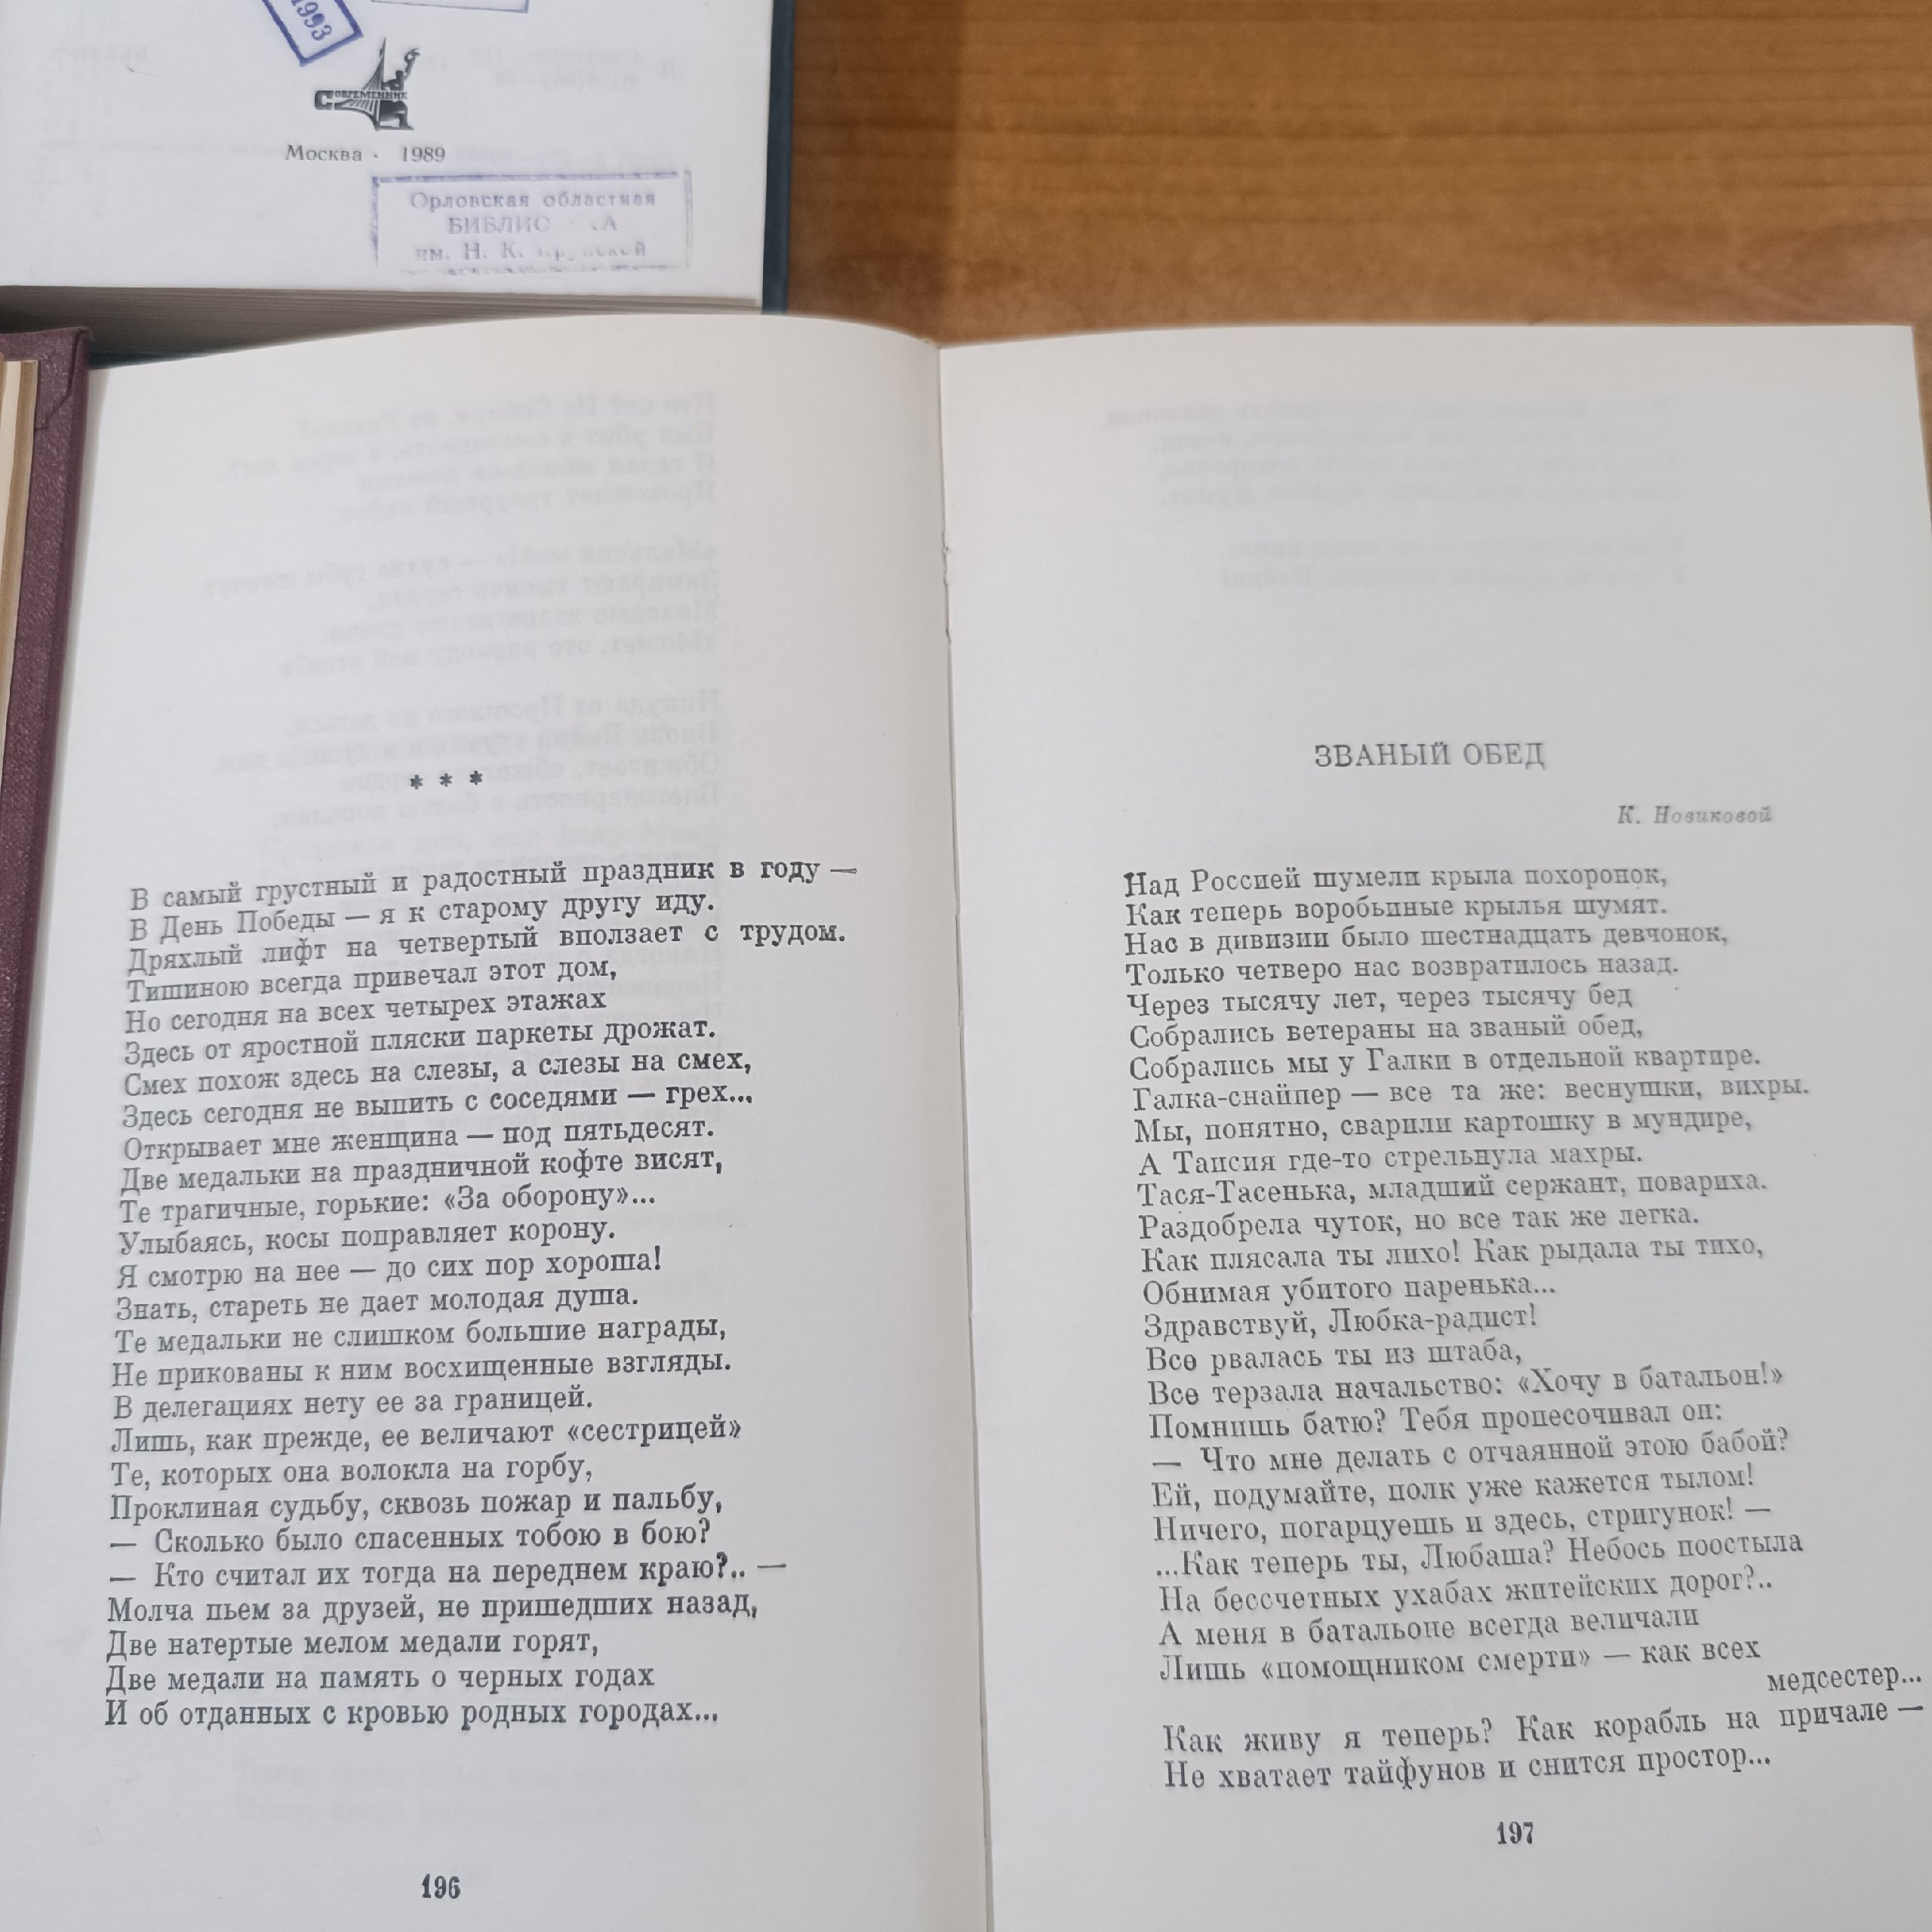 1993
СОВРЕМЕННИК
Москва · 1989
Орловская областная
им. Н. К.
* * *
В самый грустный и радостный праздник в году —
В День Победы — я к старому другу иду.
Дряхлый лифт на четвертый вползает с трудом.
Тишиною всегда привечал этот дом,
Но сегодня на всех четырех этажах
Здесь от яростной пляски паркеты дрожат.
Смех похож здесь на слезы, а слезы на смех,
Здесь сегодня не выпить с соседями — грех...
Открывает мне женщина — под пятьдесят.
Две медальки на праздничной кофте висят,
Те трагичные, горькие: «За оборону»...
Улыбаясь, косы поправляет корону.
Я смотрю на нее — до сих пор хороша!
Знать, стареть не дает молодая душа.
Те медальки не слишком большие награды,
Не прикованы к ним восхищенные взгляды.
В делегациях нету ее за границей.
Лишь, как прежде, ее величают «сестрицей»
Те, которых она волокла на горбу,
Проклиная судьбу, сквозь пожар и пальбу,
— Сколько было спасенных тобою в бою?
— Кто считал их тогда на переднем краю?.. —
Молча пьем за друзей, не пришедших назад,
Две натертые мелом медали горят,
Две медали на память о черных годах
И об отданных с кровью родных городах...
196
ЗВАНЫЙ ОБЕД
К. Новиковой
Над Россией шумели крыла похоронок,
Как теперь воробьиные крылья шумят.
Нас в дивизии было шестнадцать девчонок,
Только четверо нас возвратилось назад.
Через тысячу лет, через тысячу бед
Собрались ветераны на званый обед,
Собрались мы у Галки в отдельной квартире.
Галка-снайпер — все та же: веснушки, вихры.
Мы, понятно, сварили картошку в мундире,
А Таисия где-то стрельнула махры.
Тася-Тасенька, младший сержант, повариха.
Раздобрела чуток, но все так же легка.
Как плясала ты лихо! Как рыдала ты тихо,
Обнимая убитого паренька...
Здравствуй, Любка-радист!
Все рвалась ты из штаба,
Все терзала начальство: «Хочу в батальон!»
Помнишь батю? Тебя пропесочивал он:
— Что мне делать с отчаянной этою бабой?
Ей, подумайте, полк уже кажется тылом!
Ничего, погарцуешь и здесь, стригунок! —
...Как теперь ты, Любаша? Небось поостыла
На бессчетных ухабах житейских дорог?..
А меня в батальоне всегда величали
Лишь «помощником смерти» — как всех
медсестер...
Как живу я теперь? Как корабль на причале —
Не хватает тайфунов и снится простор...
197